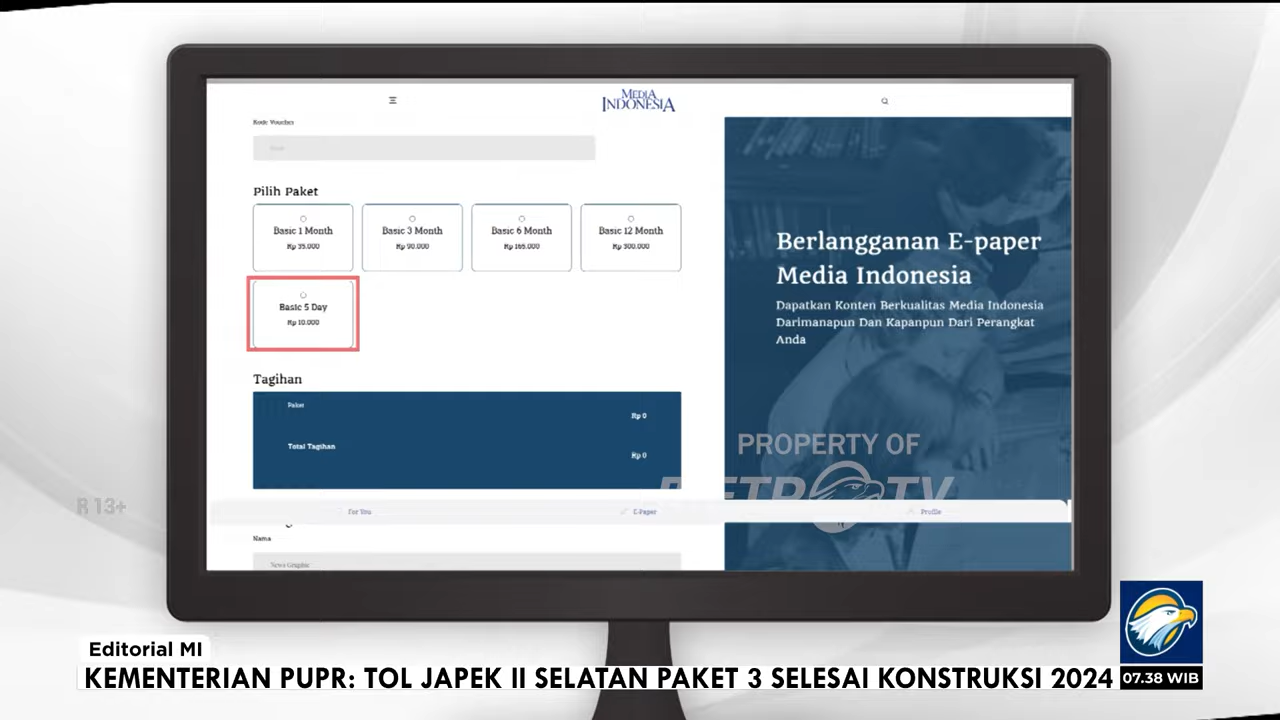 MEDIA
INDONESIA
Kode Voucher
Pilih Paket
Basic 1 Month
Rp 35.000
Basic 3 Month
Rp 90.000
Basic 6 Month
Rp 165.000
Basic 12 Month
Rp 300.000
Basic 5 Day
Rp 10.000
Tagihan
Paket
Rp 0
Total Tagihan
Rp 0
For You
E-Paper
Profile
Nama
News Graphic
Berlangganan E-paper
Media Indonesia
Dapatkan Konten Berkualitas Media Indonesia
Darimanapun Dan Kapanpun Dari Perangkat
Anda
PROPERTY OF
METRO TV
R 13+
Editorial MI
KEMENTERIAN PUPR: TOL JAPEK II SELATAN PAKET 3 SELESAI KONSTRUKSI 2024
07.38 WIB